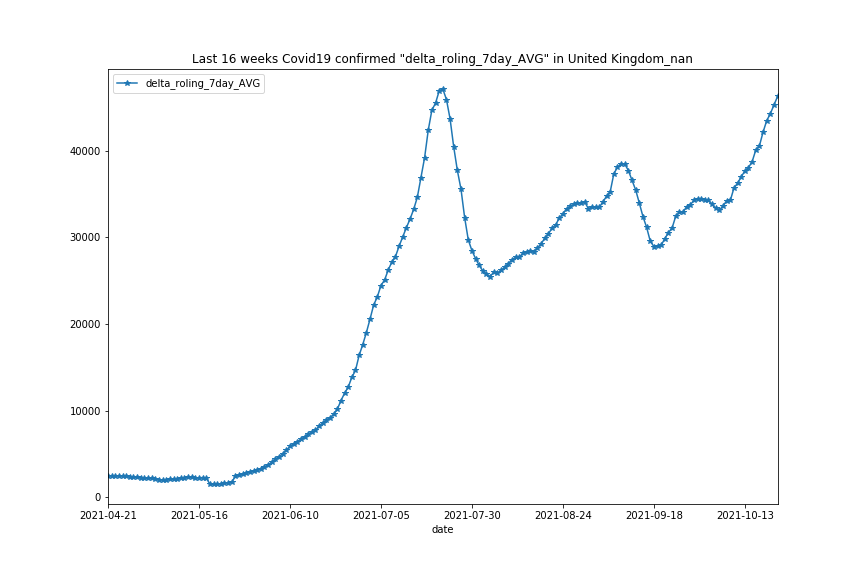 Last 16 weeks Covid19 confirmed "delta_roling_7day_AVG" in United Kingdom_nan
delta_roling_7day_AVG
40000
30000
20000
10000
0
2021-04-21 2021-05-16 2021-06-10 2021-07-05 2021-07-30 2021-08-24 2021-09-18 2021-10-13
date